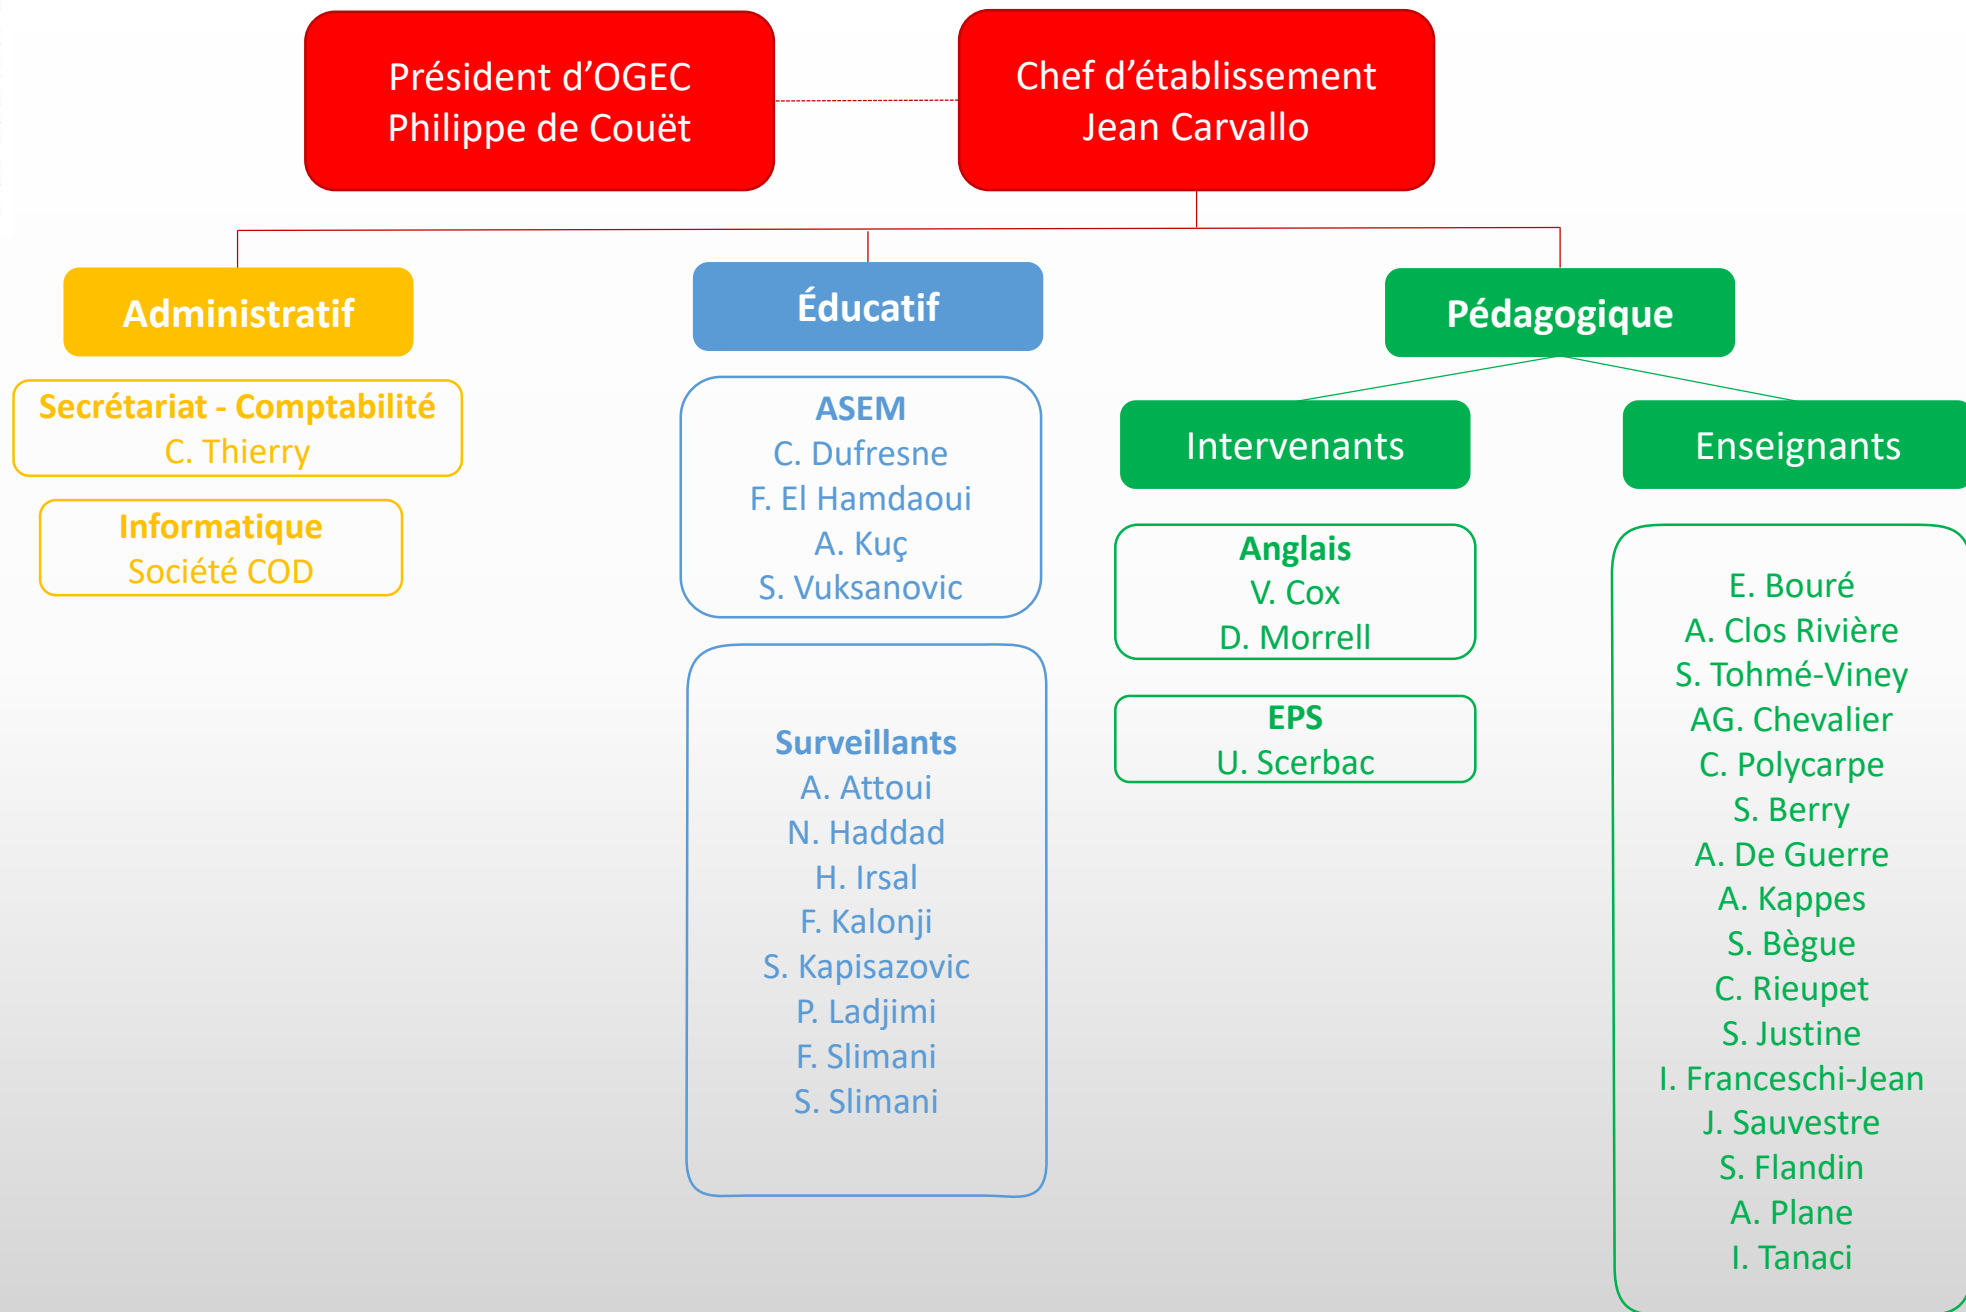 Président d’OGEC
Philippe de Couët
Chef d’établissement
Jean Carvallo
Administratif
Secrétariat - Comptabilité
C. Thierry
Informatique
Société COD
Éducatif
ASEM
C. Dufresne
F. El Hamdaoui
A. Kuç
S. Vuksanovic
Surveillants
A. Attoui
N. Haddad
H. Irsal
F. Kalonji
S. Kapisazovic
P. Ladjimi
F. Slimani
S. Slimani
Pédagogique
Intervenants
Anglais
V. Cox
D. Morrell
EPS
U. Scerbac
Enseignants
E. Bouré
A. Clos Rivière
S. Tohmé-Viney
AG. Chevalier
C. Polycarpe
S. Berry
A. De Guerre
A. Kappes
S. Bègue
C. Rieupet
S. Justine
I. Franceschi-Jean
J. Sauvestre
S. Flandin
A. Plane
I. Tanaci